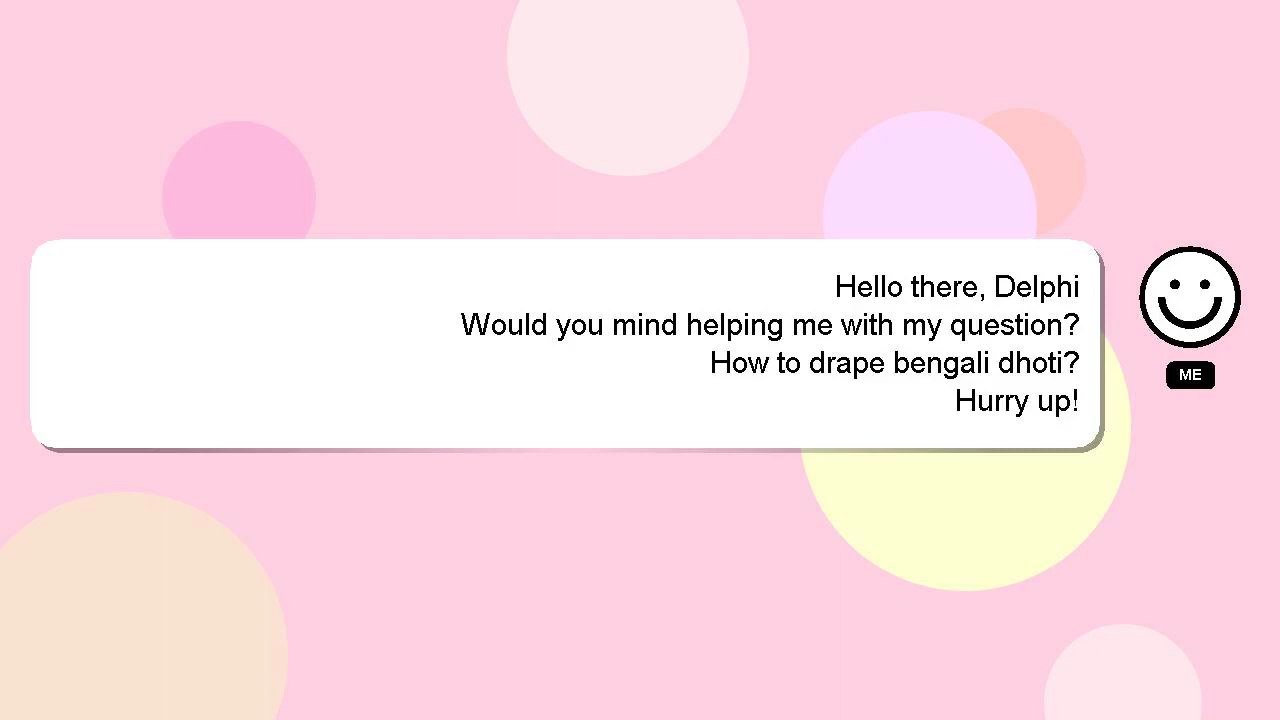 Hello there, Delphi
Would you mind helping me with my question?
How to drape bengali dhoti?
Hurry up!
ME